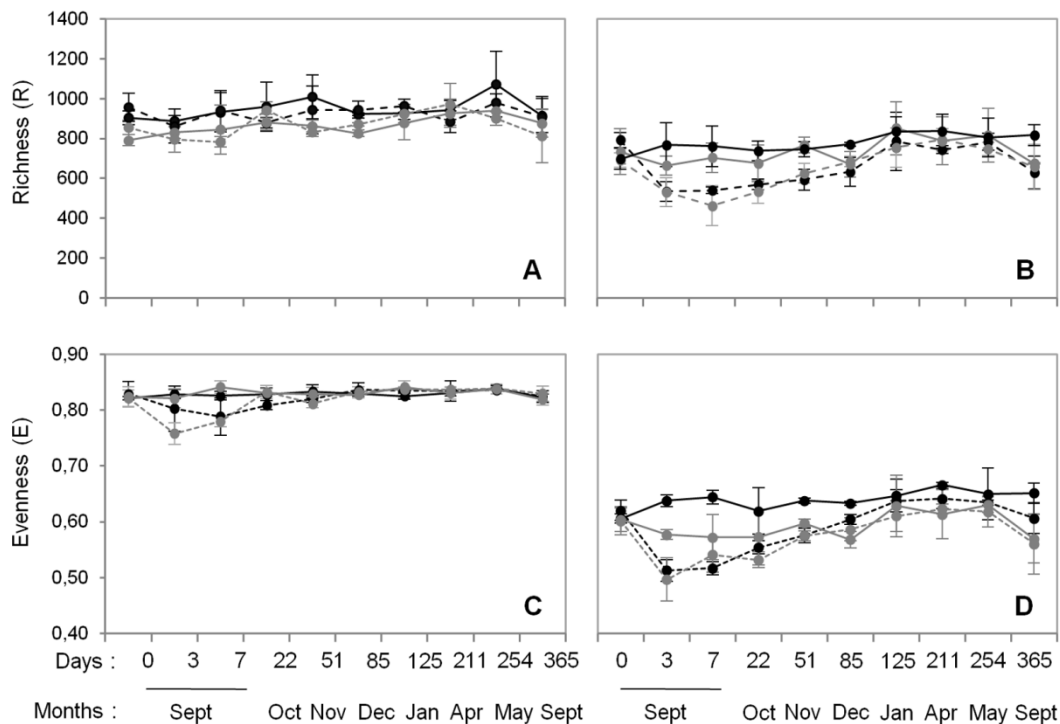 1400
1200
1000
800
600
400
200
0
Richness (R)
A
B
0,90
0,80
0,70
0,60
0,50
0,40
Evenness (E)
C
D
Days : 0 3 7 22 51 85 125 211 254 365 0 3 7 22 51 85 125 211 254 365
Months : Sept Oct Nov Dec Jan Apr May Sept Sept Oct Nov Dec Jan Apr May Sept